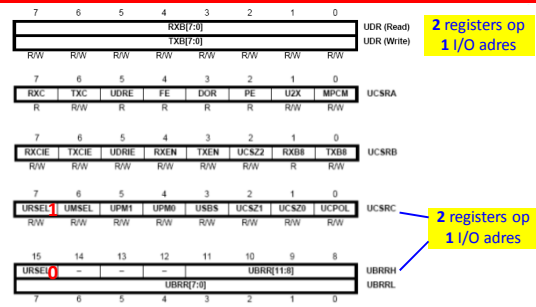 7 6 5 4 3 2 1 0
RXB[7:0] UDR (Read)
TXB[7:0] UDR (Write)
R/W R/W R/W R/W R/W R/W R/W R/W
2 registers op
1 I/O adres
7 6 5 4 3 2 1 0
RXC TXC UDRE FE DOR PE U2X MPCM UCSRA
R R/W R R R R R/W R/W
7 6 5 4 3 2 1 0
RXCIE TXCIE UDRIE RXEN TXEN UCSZ2 RXB8 TXB8 UCSRB
R/W R/W R/W R/W R/W R/W R R/W
7 6 5 4 3 2 1 0
URSEL 1 UMSEL UPM1 UPM0 USBS UCSZ1 UCSZ0 UCPOL UCSRC
R/W R/W R/W R/W R/W R/W R/W R/W
2 registers op
1 I/O adres
15 14 13 12 11 10 9 8
URSEL 0 – – – UBRR[11:8] UBRRH
UBRR[7:0] UBRRL
7 6 5 4 3 2 1 0